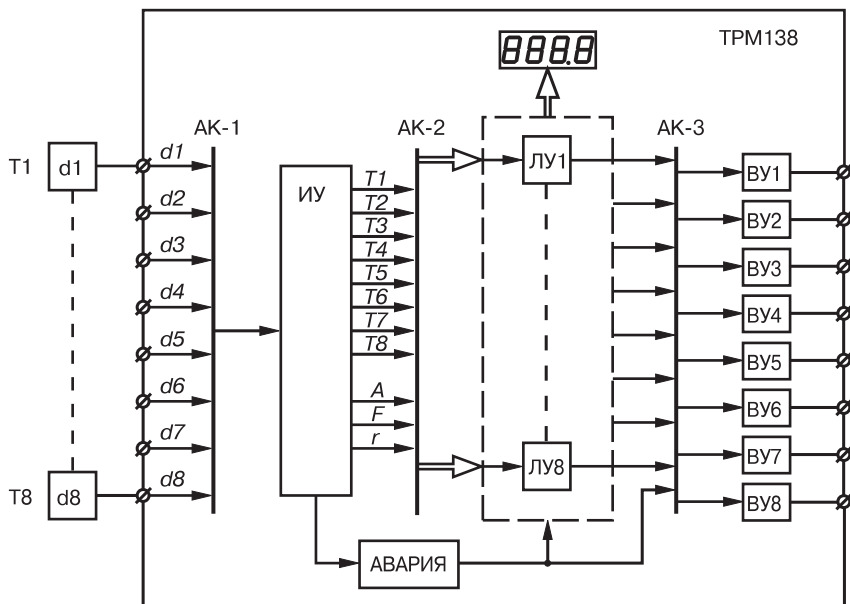 ТРМ138
888.8
АК-1
АК-2
АК-3
Т1
d1
d1
d2
d3
d4
d5
d6
d7
d8
Т8
d8
ИУ
T1
T2
T3
T4
T5
T6
T7
T8
A
F
r
ЛУ1
ЛУ8
ВУ1
ВУ2
ВУ3
ВУ4
ВУ5
ВУ6
ВУ7
ВУ8
АВАРИЯ